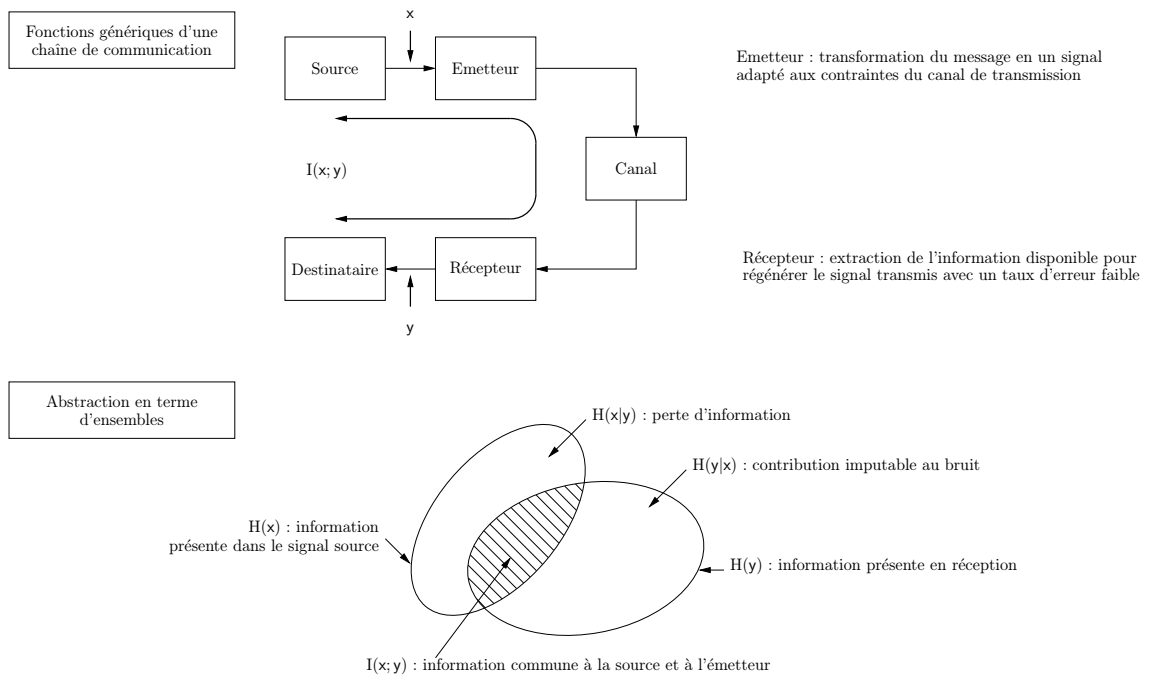 Fonctions génériques d'une
chaîne de communication
x
Source
Emetteur
Emetteur : transformation du message en un signal
adapté aux contraintes du canal de transmission
I(x; y)
Canal
Destinataire
Récepteur
Récepteur : extraction de l'information disponible pour
régénérer le signal transmis avec un taux d'erreur faible
y
Abstraction en terme
d'ensembles
H(x|y) : perte d'information
H(y|x) : contribution imputable au bruit
H(x) : information
présente dans le signal source
H(y) : information présente en réception
I(x; y) : information commune à la source et à l'émetteur